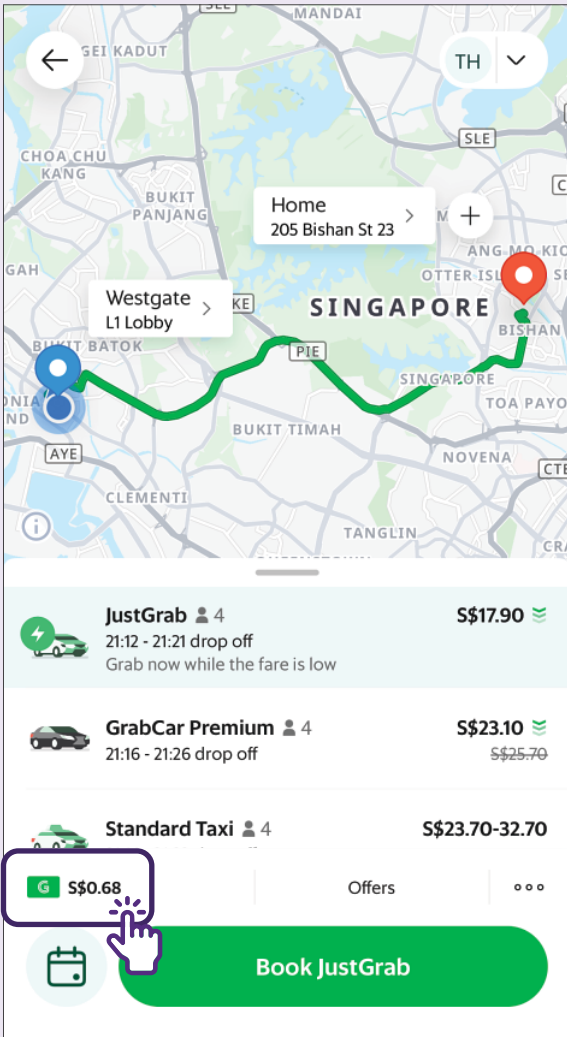 MANDAI
GEI KADUT
TH
SLE
CHOA CHU
KANG
BUKIT
PANJANG
Home
205 Bishan St 23
ANG MO KIO
GAH
OTTER ISL
Westgate
L1 Lobby
KE
SINGAPORE
BISHAN
BUKIT BATOK
PIE
SINGAPORE
TOA PAYO
ND
BUKIT TIMAH
AYE
NOVENA
CTE
CLEMENTI
TANGLIN
JustGrab 4
S$17.90
21:12 - 21:21 drop off
Grab now while the fare is low
GrabCar Premium 4
S$23.10
21:16 - 21:26 drop off
S$25.70
Standard Taxi 4
S$23.70-32.70
G S$0.68
Offers
Book JustGrab